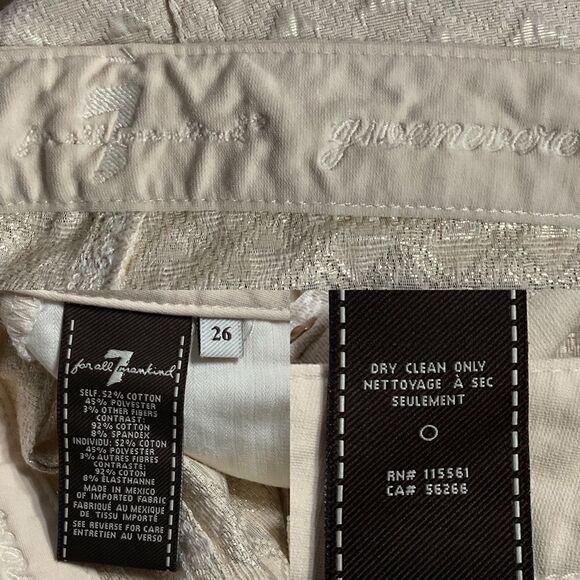 for all 7 mankind®
gwenevere
for all 7 mankind
26
SELF: 52% COTTON
45% POLYESTER
3% OTHER FIBERS
CONTRAST:
92% COTTON
8% SPANDEX
INDIVIDU: 52% COTON
45% POLYESTER
3% AUTRES FIBRES
CONTRASTE:
92% COTON
8% ELASTHANNE
MADE IN MEXICO
OF IMPORTED FABRIC
FABRIQUÉ AU MEXIQUE
DE TISSU IMPORTÉ
SEE REVERSE FOR CARE
ENTRETIEN AU VERSO
DRY CLEAN ONLY
NETTOYAGE À SEC
SEULEMENT
RN# 115561
CA# 56266